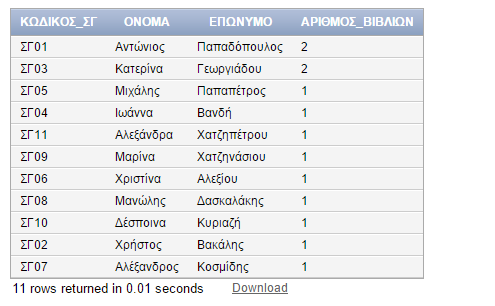 ΚΩΔΙΚΟΣ_ΣΓ ΟΝΟΜΑ ΕΠΩΝΥΜΟ ΑΡΙΘΜΟΣ_ΒΙΒΛΙΩΝ
ΣΓ01 Αντώνιος Παπαδόπουλος 2
ΣΓ03 Κατερίνα Γεωργιάδου 2
ΣΓ05 Μιχάλης Παπαπέτρος 1
ΣΓ04 Ιωάννα Βανδή 1
ΣΓ11 Αλεξάνδρα Χατζηπέτρου 1
ΣΓ09 Μαρίνα Χατζηνάσιου 1
ΣΓ06 Χριστίνα Αλεξίου 1
ΣΓ08 Μανώλης Δασκαλάκης 1
ΣΓ10 Δέσποινα Κυριαζή 1
ΣΓ02 Χρήστος Βακάλης 1
ΣΓ07 Αλέξανδρος Κοσμίδης 1
11 rows returned in 0.01 seconds Download